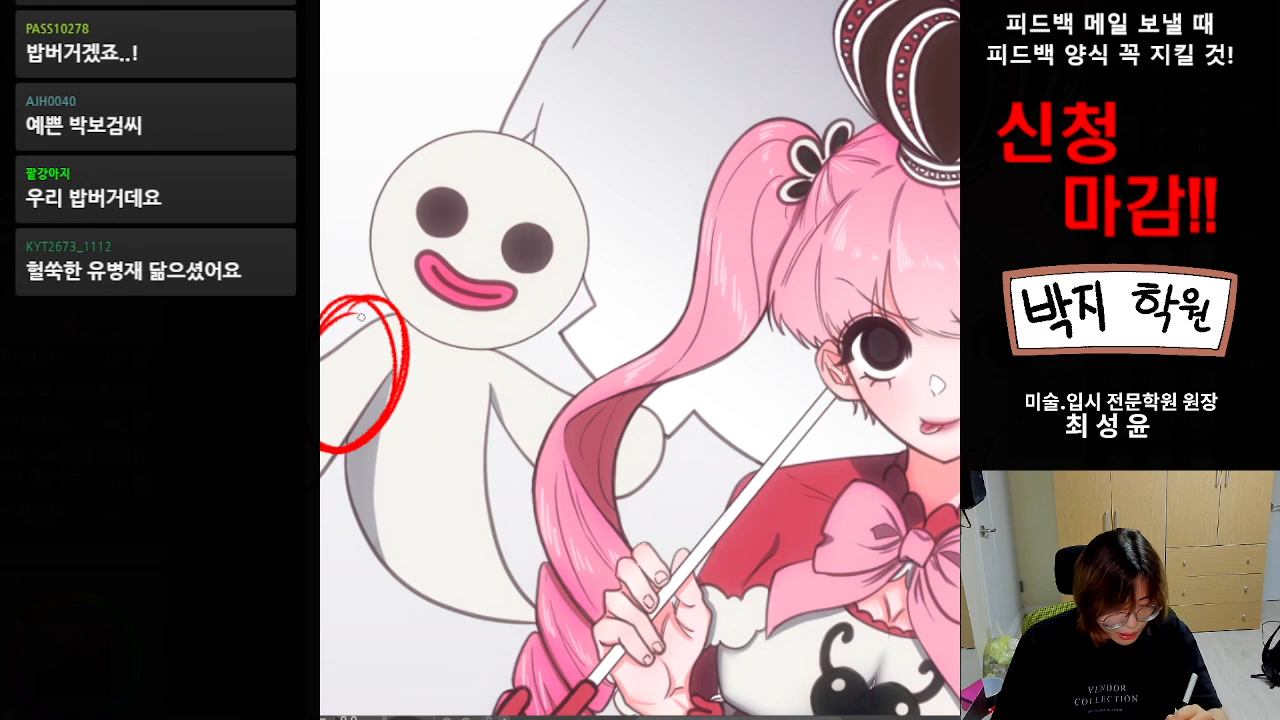 PASS10278
밥버거겠죠..!
AJH0040
예쁜 박보검씨
팥강아지
우리 밥버거데요
KYT2673_1112
헐쑥한 유병재 닮으셨어요
피드백 메일 보낼 때
피드백 양식 꼭 지킬 것!
신청
마감!!
박지 학원
미술.입시 전문학원 원장
최성윤
VENDOR
COLLECTION